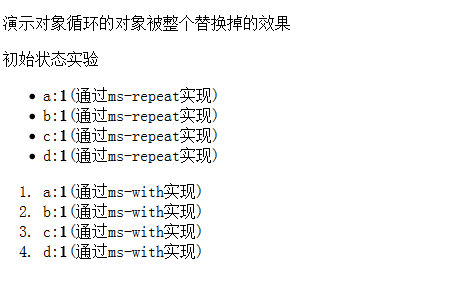 演示对象循环的对象被整个替换掉的效果
初始状态实验
a:1(通过ms-repeat实现)
b:1(通过ms-repeat实现)
c:1(通过ms-repeat实现)
d:1(通过ms-repeat实现)
1. a:1(通过ms-with实现)
2. b:1(通过ms-with实现)
3. c:1(通过ms-with实现)
4. d:1(通过ms-with实现)